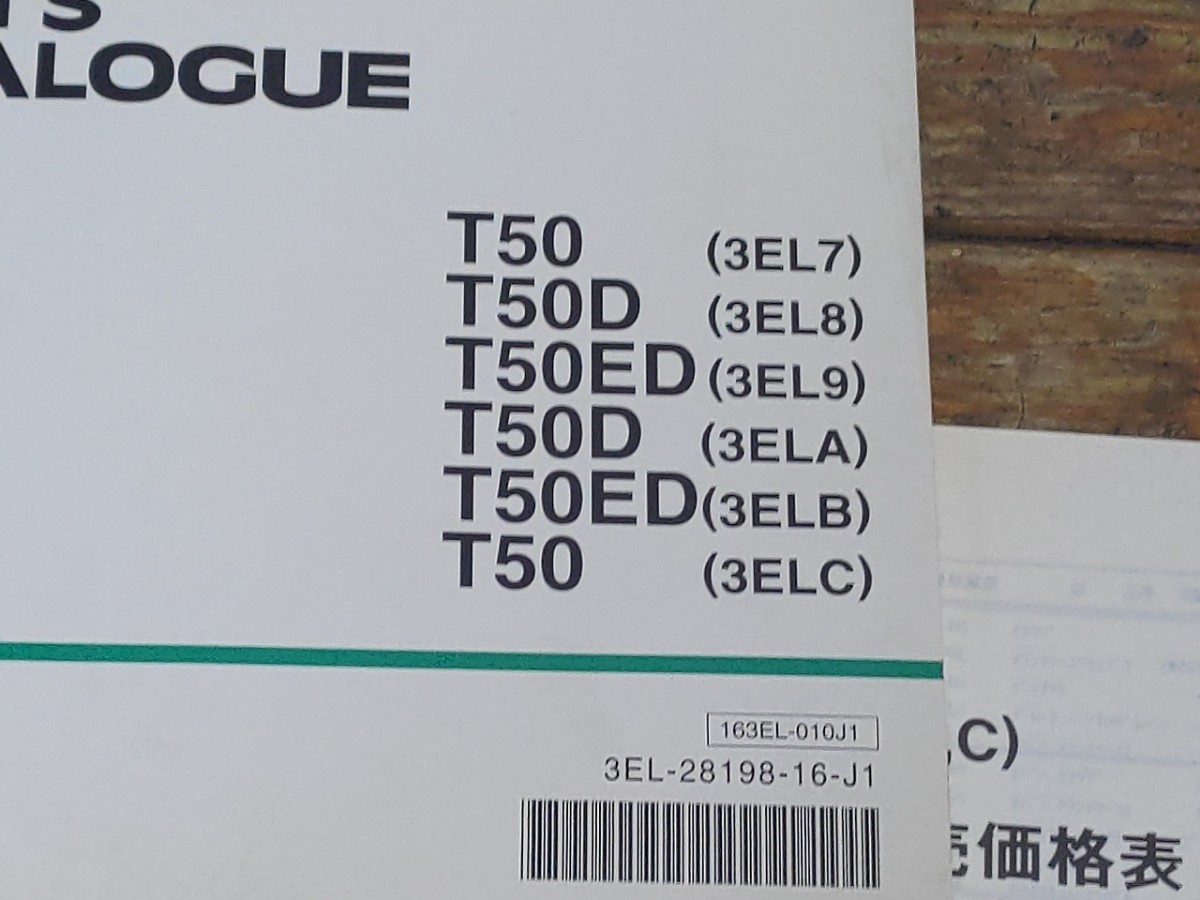 ALOGUE
T50 (3EL7)
T50D (3EL8)
T50ED (3EL9)
T50D (3ELA)
T50ED (3ELB)
T50 (3ELC)
163EL-010J1
3EL-28198-16-J1
,C)
価格表